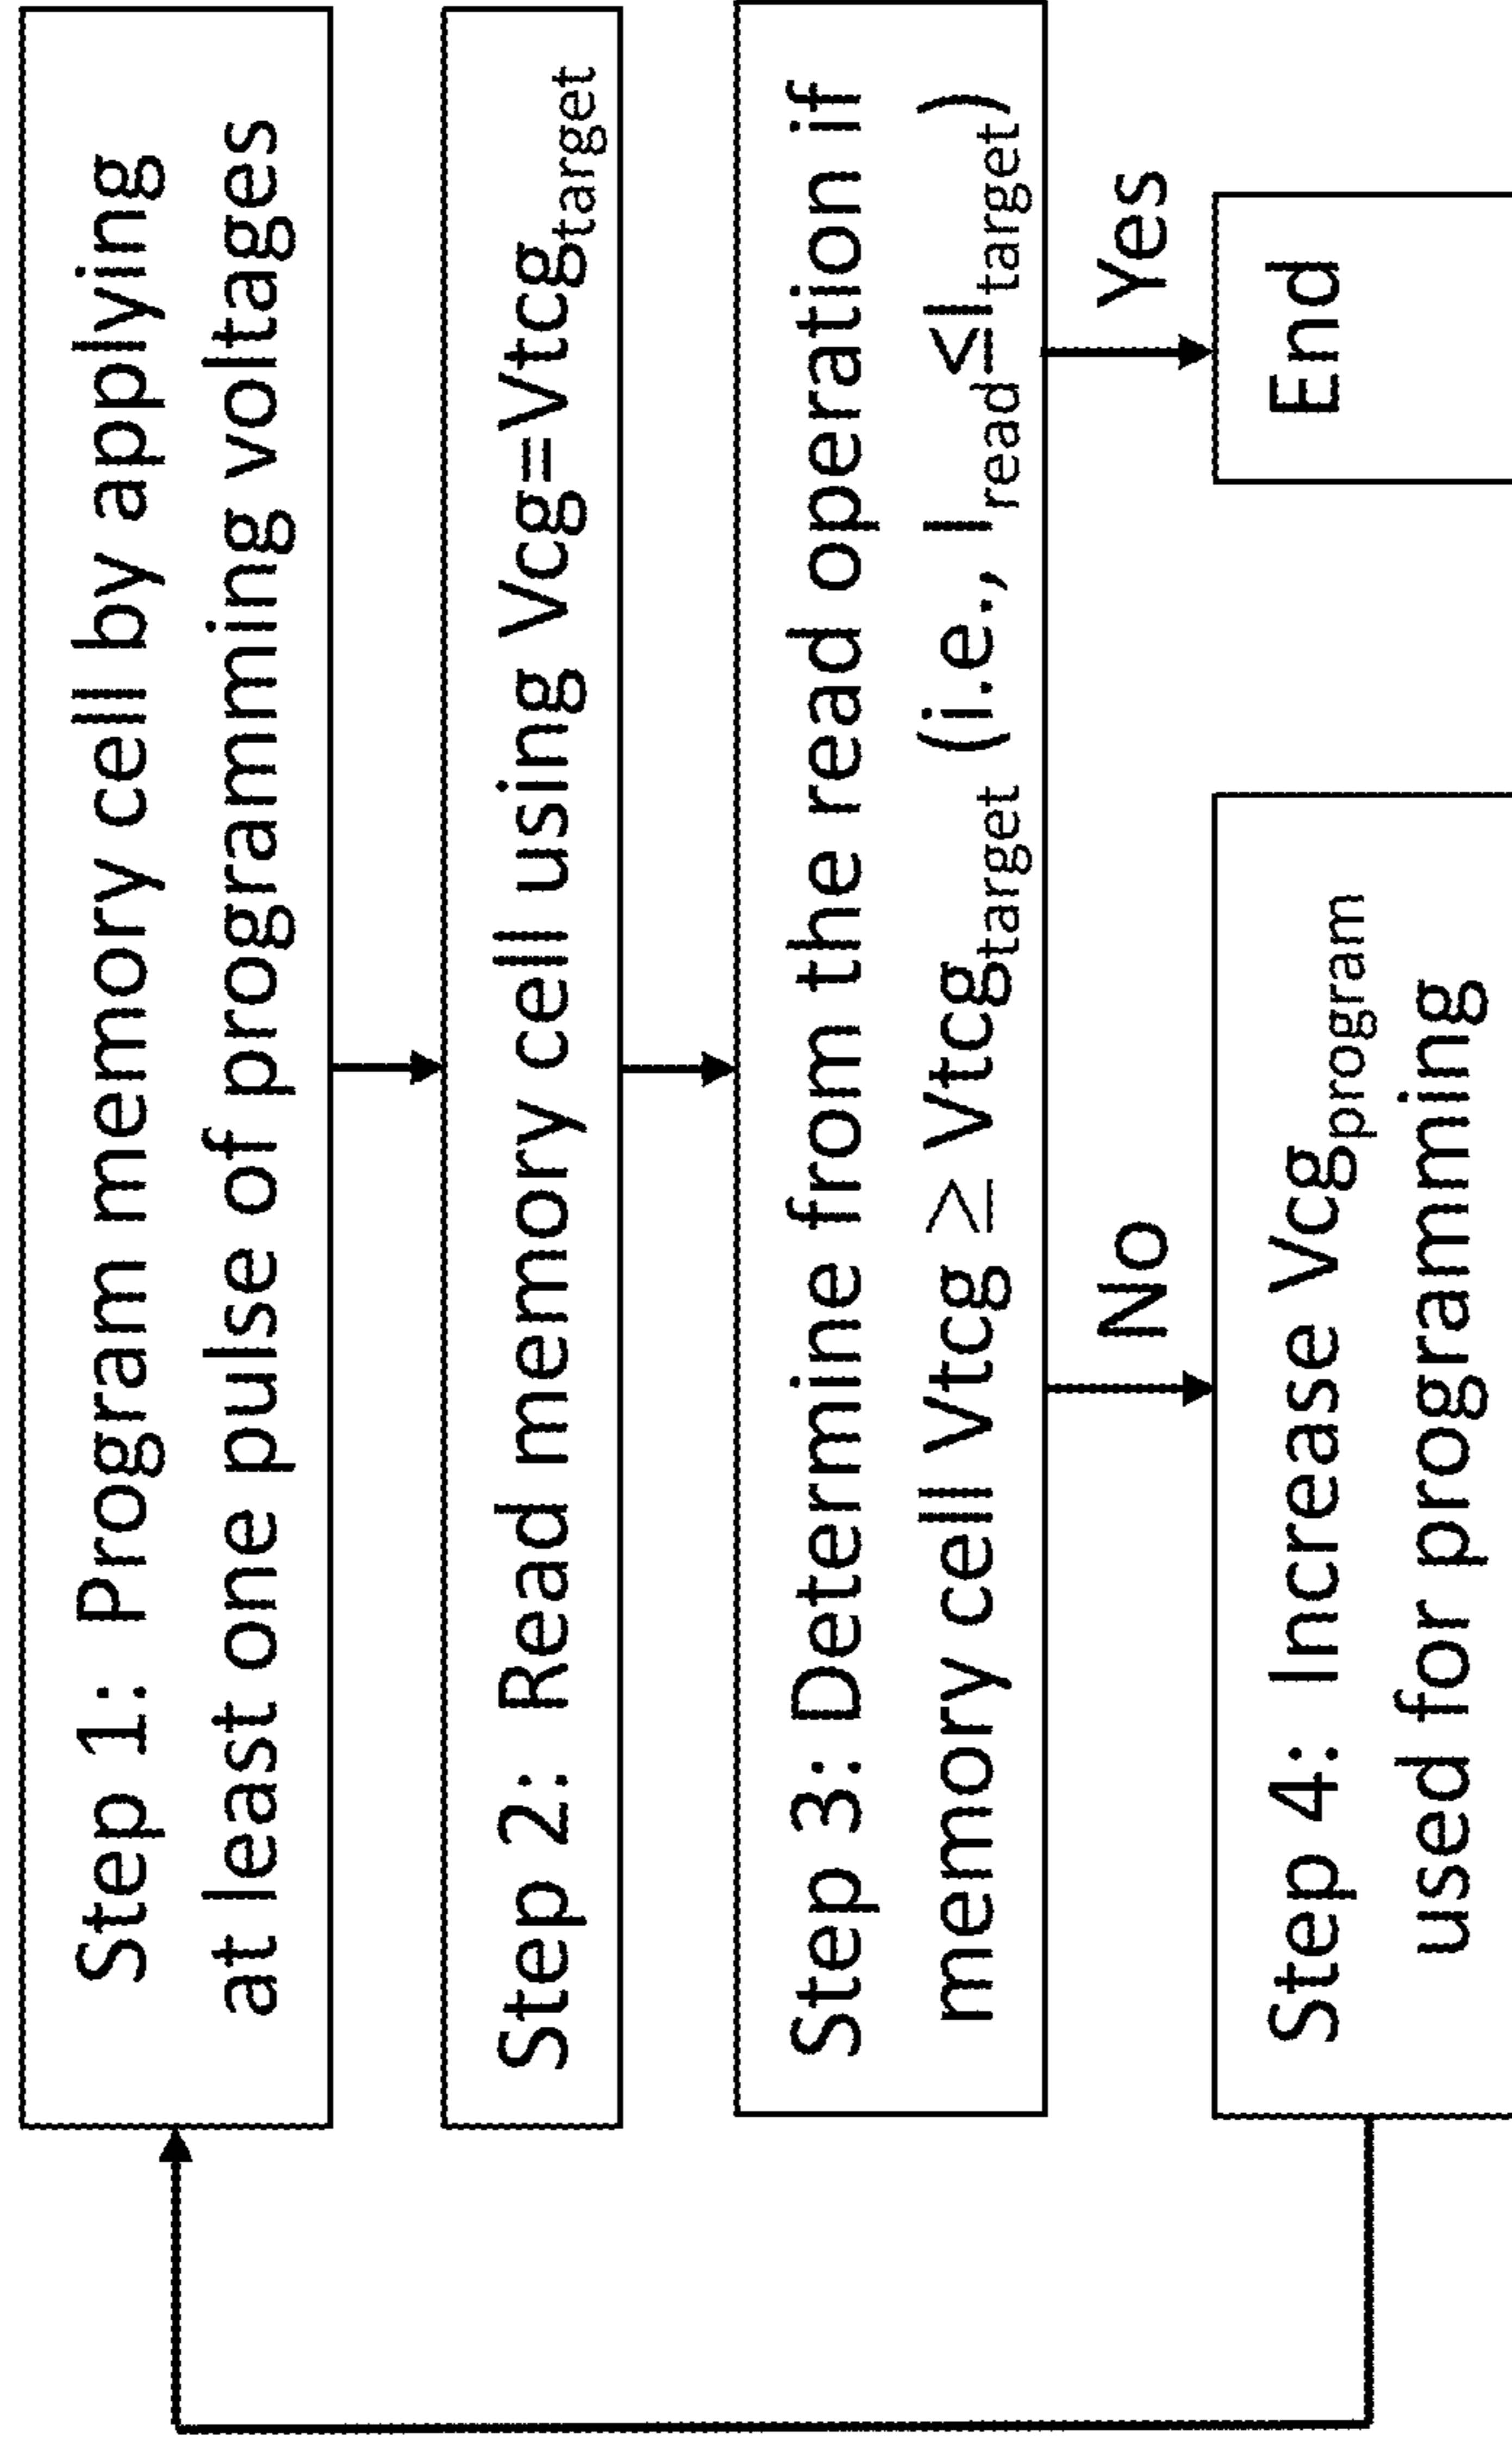 Step 1: Program memory cell by applying
at least one pulse of programming voltages
Step 2: Read memory cell using Vcg=Vtcgtarget
Step 3: Determine from the read operation if
memory cell Vtcg ≥ Vtcgtarget (i.e., Iread≤Itarget)
No
Yes
Step 4: Increase Vcgprogram
used for programming
End